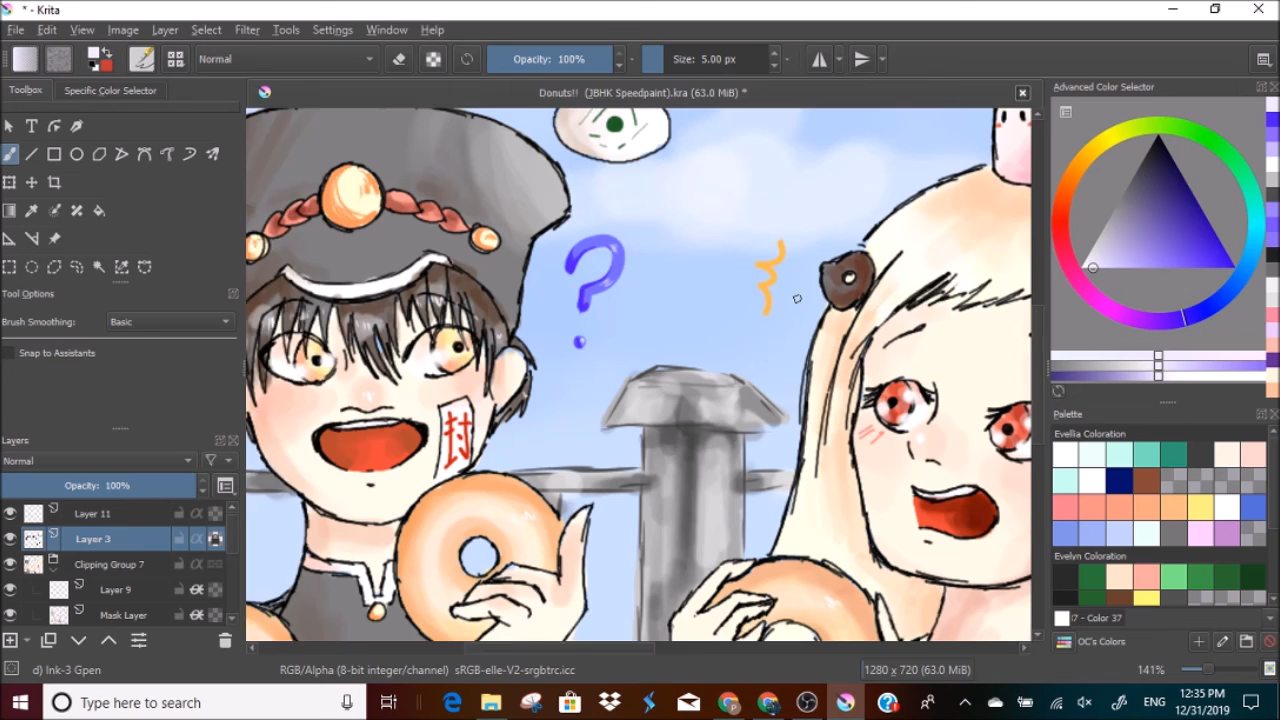 * - Krita
File Edit View Image Layer Select Filter Tools Settings Window Help
Normal Opacity: 100% Size: 5.00 px
Toolbox Specific Color Selector
Donuts!! (JBHK Speedpaint).kra (63.0 MiB) *
Advanced Color Selector
Tool Options
Brush Smoothing: Basic
Snap to Assistants
Layers
Normal
Opacity: 100%
Layer 11
Layer 3
Clipping Group 7
Layer 9
Mask Layer
?
封
Palette
Evellia Coloration
Evelyn Coloration
I7 - Color 37
OC's Colors
d) Ink-3 Gpen
RGB/Alpha (8-bit integer/channel) sRGB-elle-V2-srgbtrc.icc
1280 x 720 (63.0 MiB)
141%
Type here to search
ENG
12:35 PM
12/31/2019